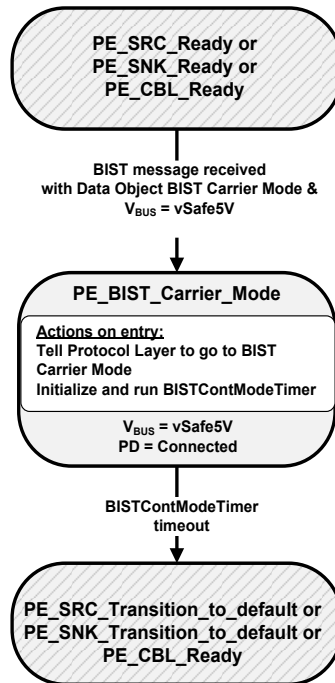 PE_SRC_Ready or
PE_SNK_Ready or
PE_CBL_Ready
BIST message received
with Data Object BIST Carrier Mode &
VBUS = vSafe5V
PE_BIST_Carrier_Mode
Actions on entry:
Tell Protocol Layer to go to BIST
Carrier Mode
Initialize and run BISTContModeTimer
VBUS = vSafe5V
PD = Connected
BISTContModeTimer
timeout
PE_SRC_Transition_to_default or
PE_SNK_Transition_to_default or
PE_CBL_Ready